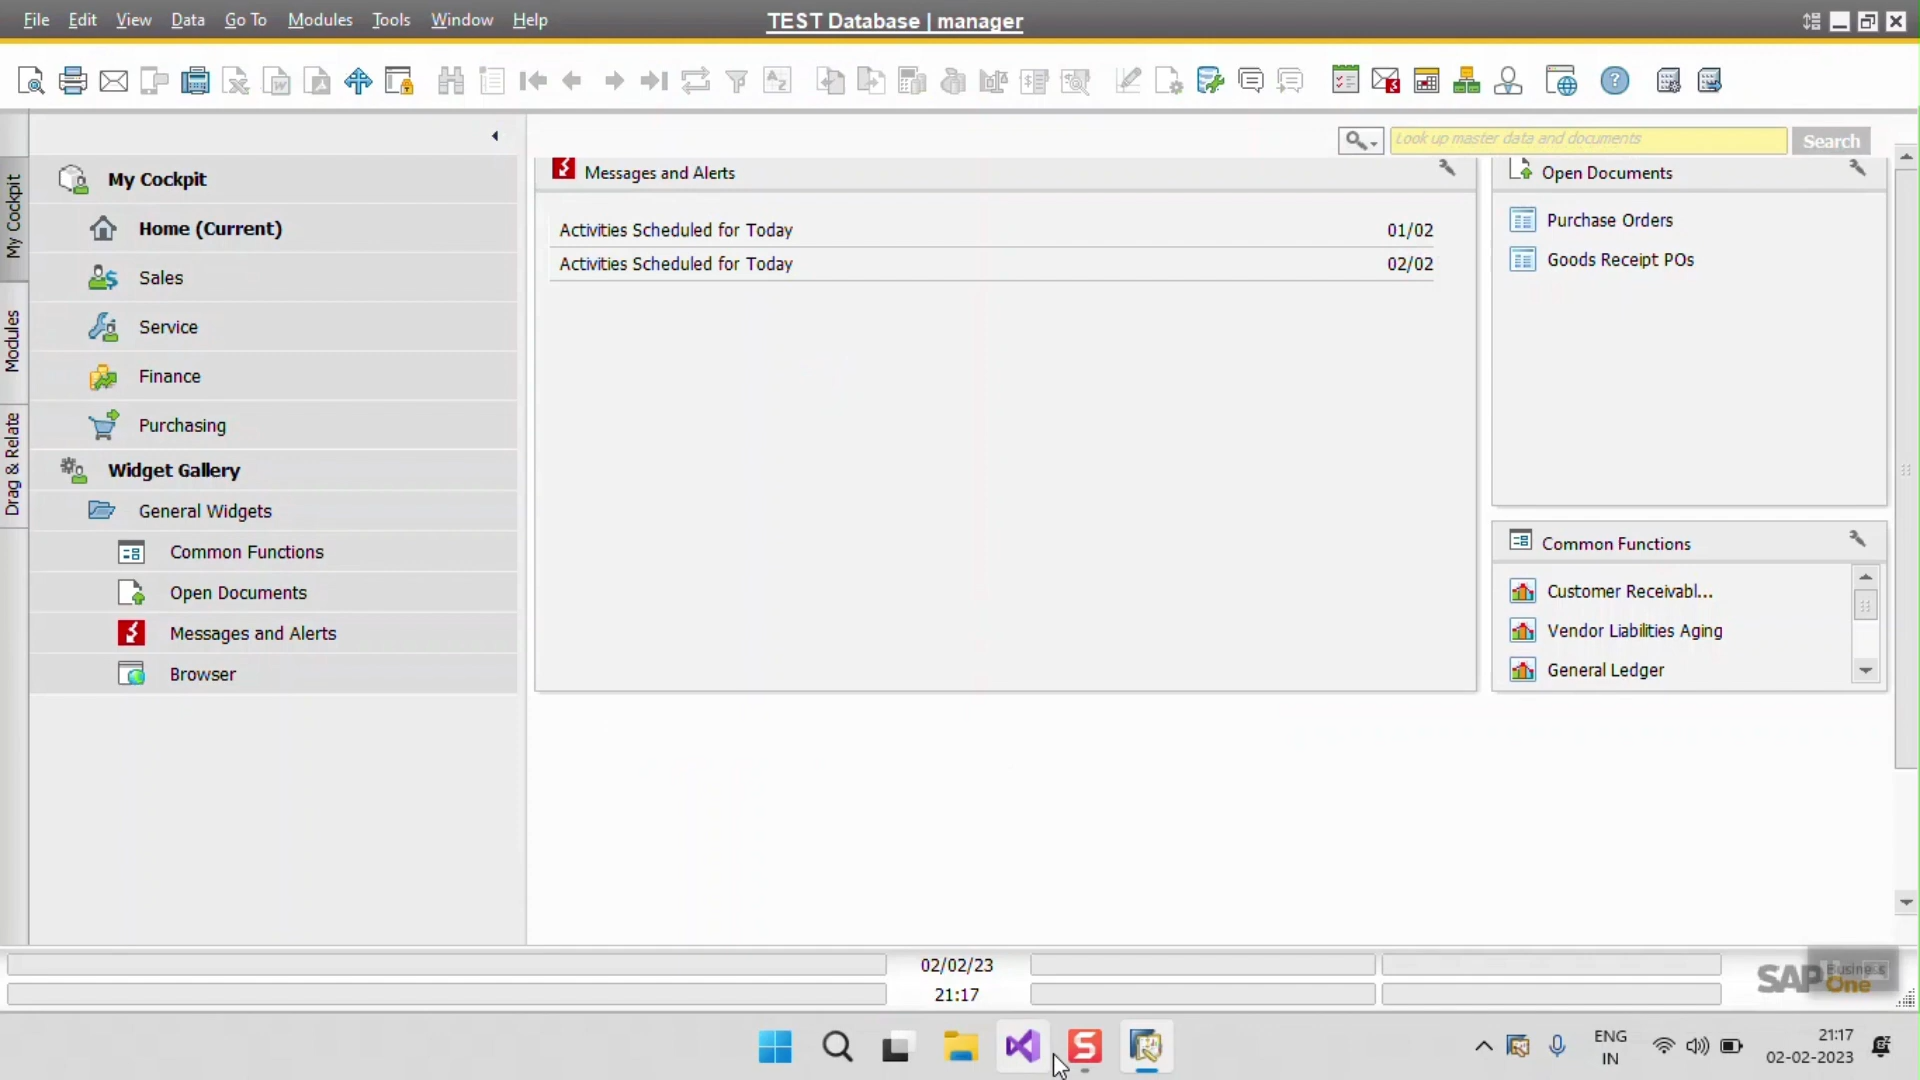 File Edit View Data Go To Modules Tools Window Help
TEST Database | manager
Look up master data and documents
Search
My Cockpit
Modules
Drag & Relate
My Cockpit
Home (Current)
Sales
Service
Finance
Purchasing
Widget Gallery
General Widgets
Common Functions
Open Documents
Messages and Alerts
Browser
Messages and Alerts
Activities Scheduled for Today 01/02
Activities Scheduled for Today 02/02
Open Documents
Purchase Orders
Goods Receipt POs
Common Functions
Customer Receivabl...
Vendor Liabilities Aging
General Ledger
02/02/23
21:17
SAP Business One
ENG
IN
21:17
02-02-2023